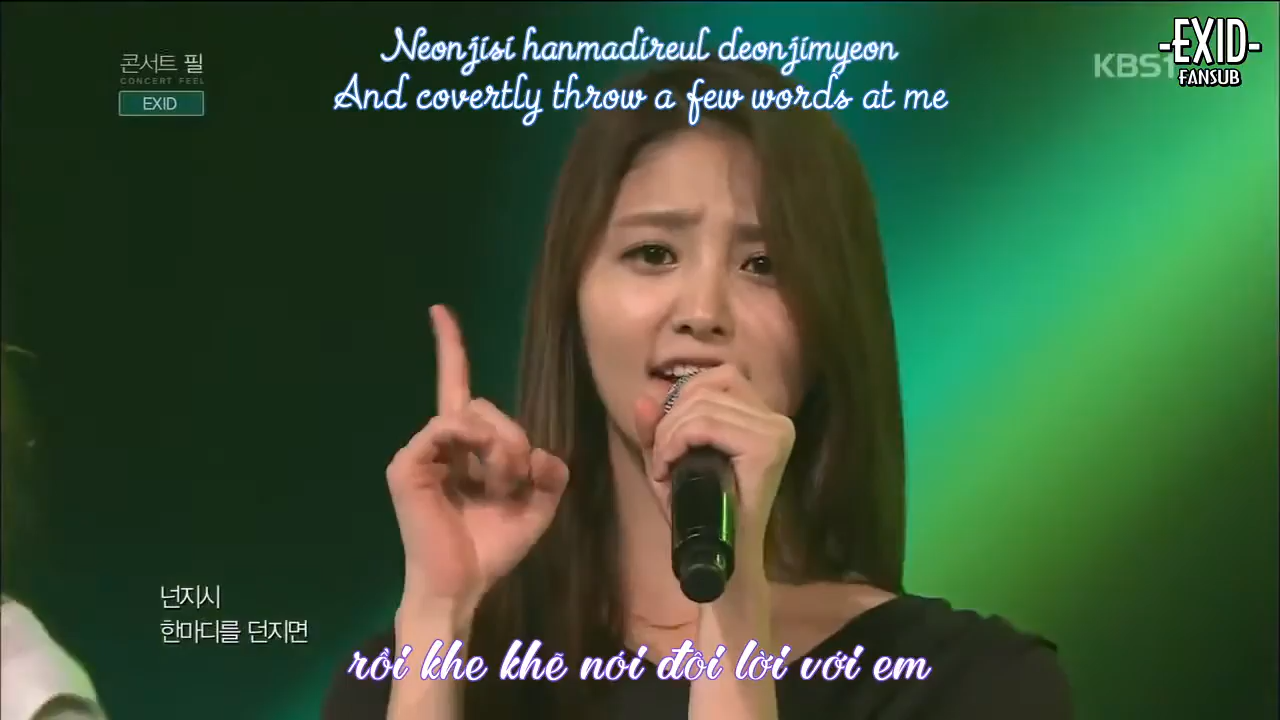 Neonjisi hanmadireul deonjimyeon
And covertly throw a few words at me
콘서트 필
CONCERT FEEL
EXID
KBS1
-EXID-
FANSUB
넌지시
한마디를 던지면
rồi khe khẽ nói đôi lời với em